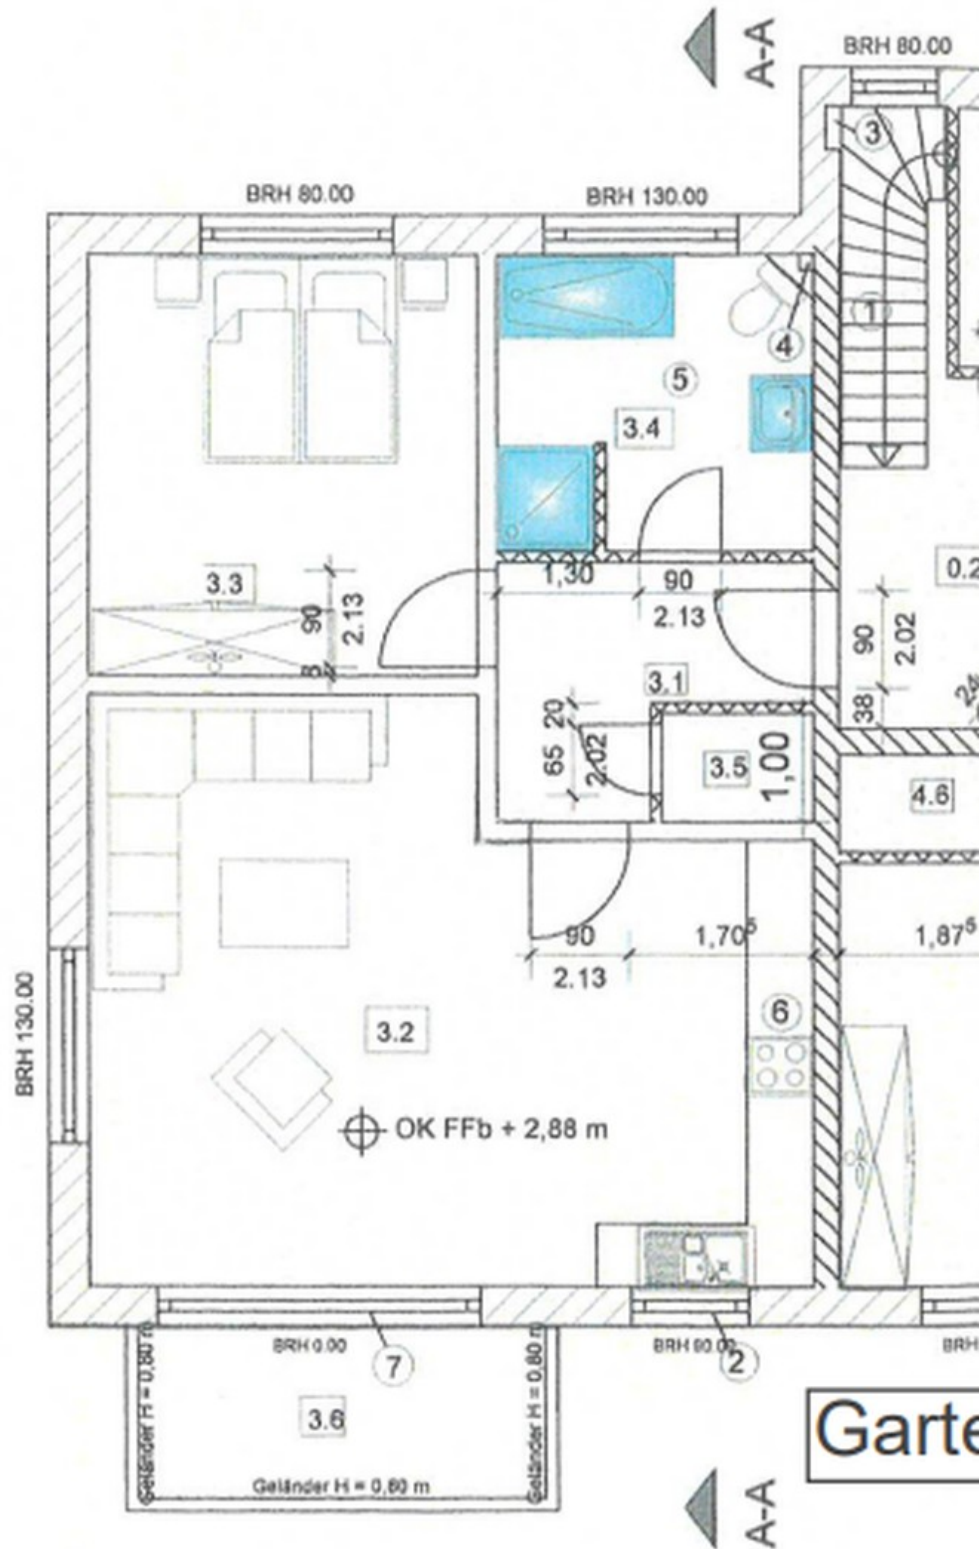 A-A
BRH 80.00
3
BRH 80.00
BRH 130.00
1
4
5
3.4
0.2
3.3
90
2.13
8
1,30
90
2.13
90
2.02
38
3.1
20
65
2.02
3.5
1,00
4.6
90
2.13
1,70⁵
1,87⁵
BRH 130.00
3.2
6
OK FFb + 2,88 m
BRH 0.00
7
2
BRH
Geländer H = 0,80 m
3.6
Geländer H = 0,80 m
Geländer H = 0,80 m
Garte
A-A